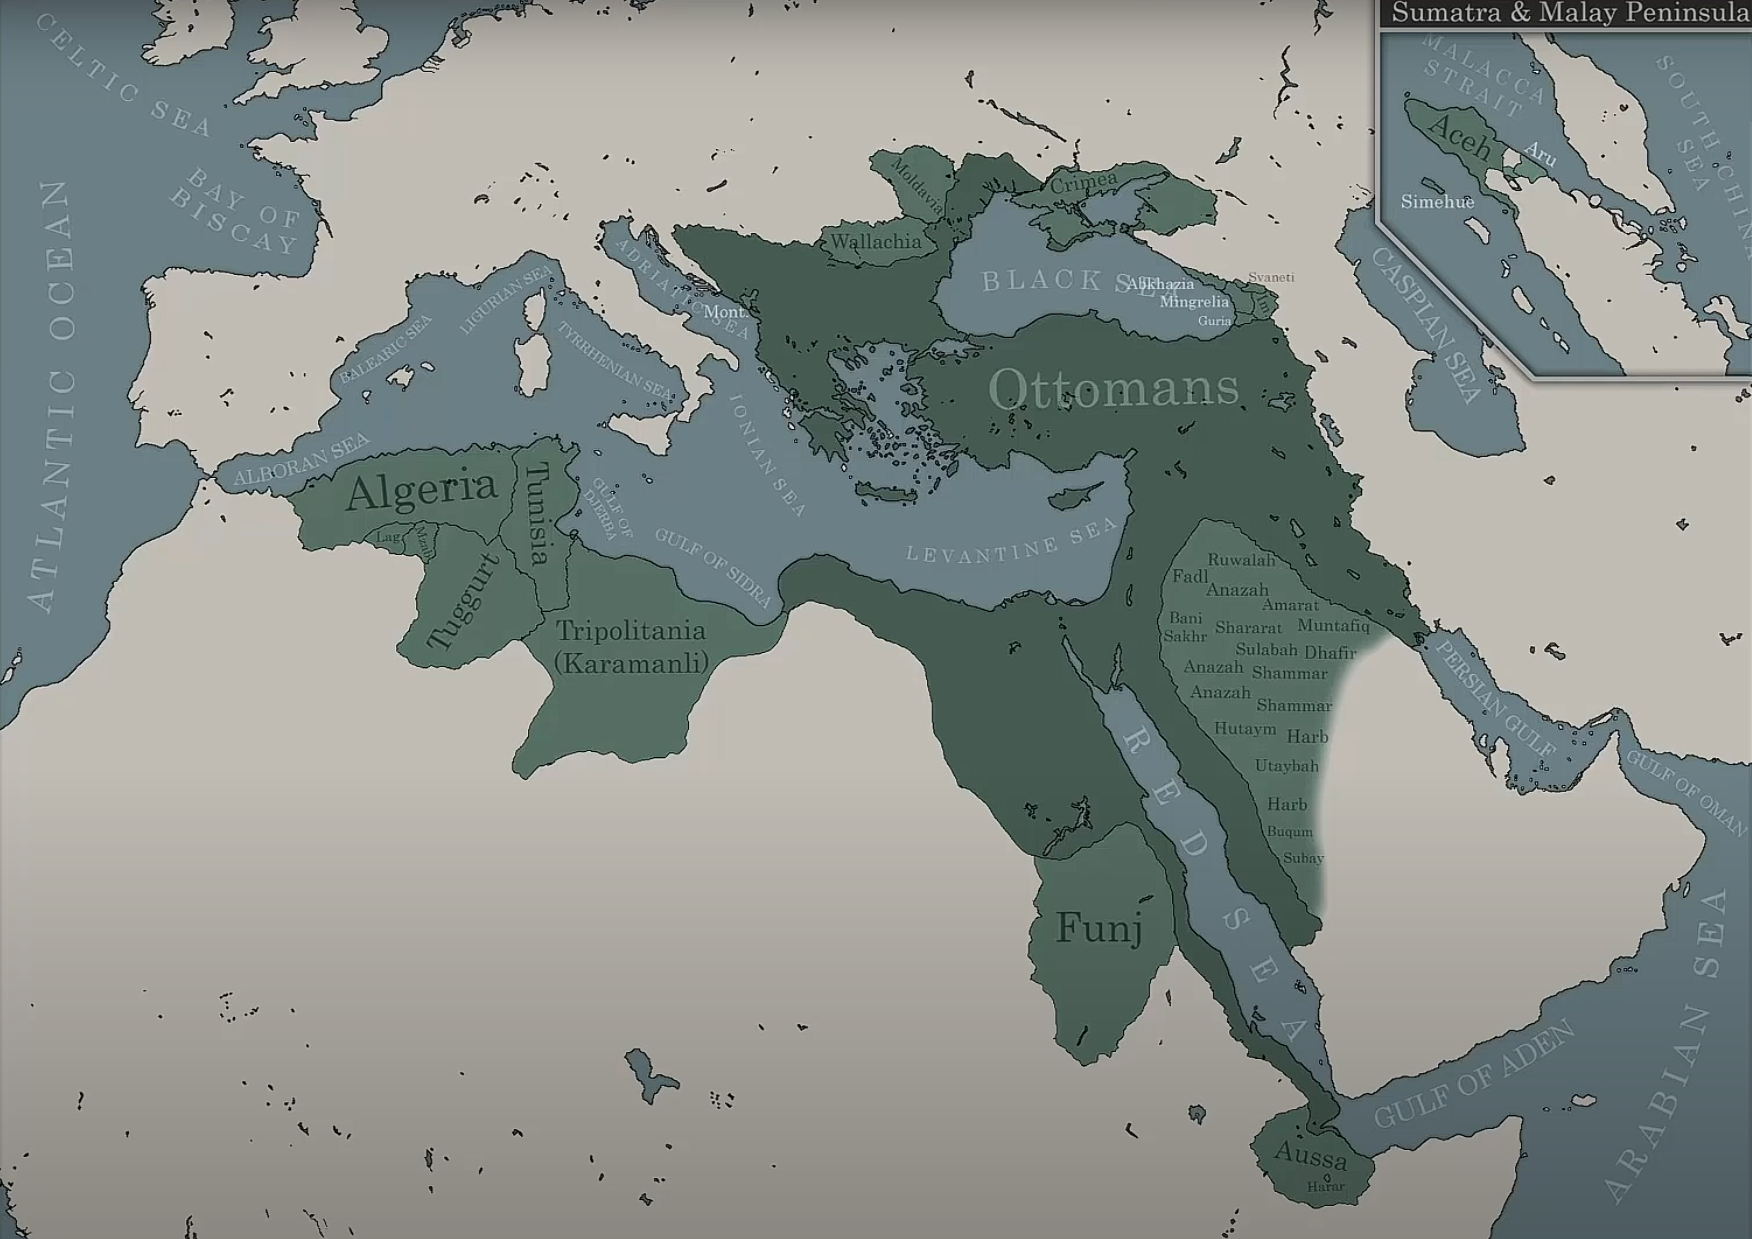 Sumatra & Malay Peninsula
CELTIC SEA
MALACCA
STRAIT
SOUTH CHINA
SEA
Aceh
Aru
Simehue
ATLANTIC OCEAN
BAY OF
BISCAY
Moldavia
Crimea
Wallachia
ADRIATIC SEA
BLACK SEA
Abkhazia
Svaneti
Mingrelia
Guria
Mont.
LIGURIAN SEA
CASPIAN SEA
BALEARIC SEA
TYRRHENIAN SEA
Ottomans
IONIAN SEA
ALBORAN SEA
Algeria
Tunisia
GULF OF
DJERBA
Lag.
Mzab
GULF OF SIDRA
LEVANTINE SEA
Tuggurt
Tripolitania
(Karamanli)
Ruwalah
Fadl
Anazah
Amarat
Bani
Sakhr
Shararat
Muntafiq
Sulabah
Dhafir
Anazah
Shammar
Anazah
Shammar
Hutaym
Harb
Utaybah
Harb
Buqum
Subay
PERSIAN GULF
GULF OF OMAN
RED SEA
Funj
GULF OF ADEN
ARABIAN SEA
Aussa
Harar